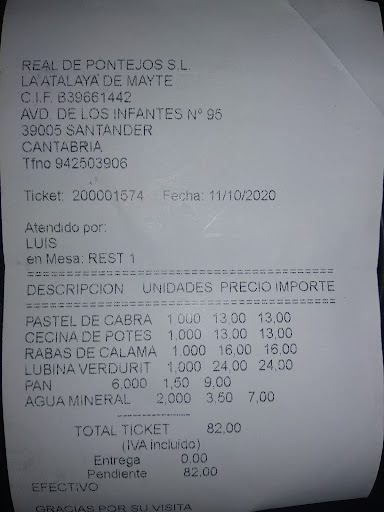 REAL DE PONTEJOS S.L.
LA ATALAYA DE MAYTE
C.I.F. B39661442
AVD. DE LOS INFANTES Nº 95
39005 SANTANDER
CANTABRIA
Tfno 942503906
Ticket: 200001574 Fecha: 11/10/2020
Atendido por:
LUIS
en Mesa: REST 1
==================================
DESCRIPCION UNIDADES PRECIO IMPORTE
==================================
PASTEL DE CABRA 1.000 13,00 13,00
CECINA DE POTES 1.000 13,00 13,00
RABAS DE CALAMA 1.000 16,00 16,00
LUBINA VERDURIT 1,000 24,00 24,00
PAN 6.000 1,50 9,00
AGUA MINERAL 2,000 3,50 7,00
----------------
TOTAL TICKET 82,00
(IVA incluido)
Entrega 0.00
Pendiente 82,00
EFECTIVO
GRACIAS POR SU VISITA